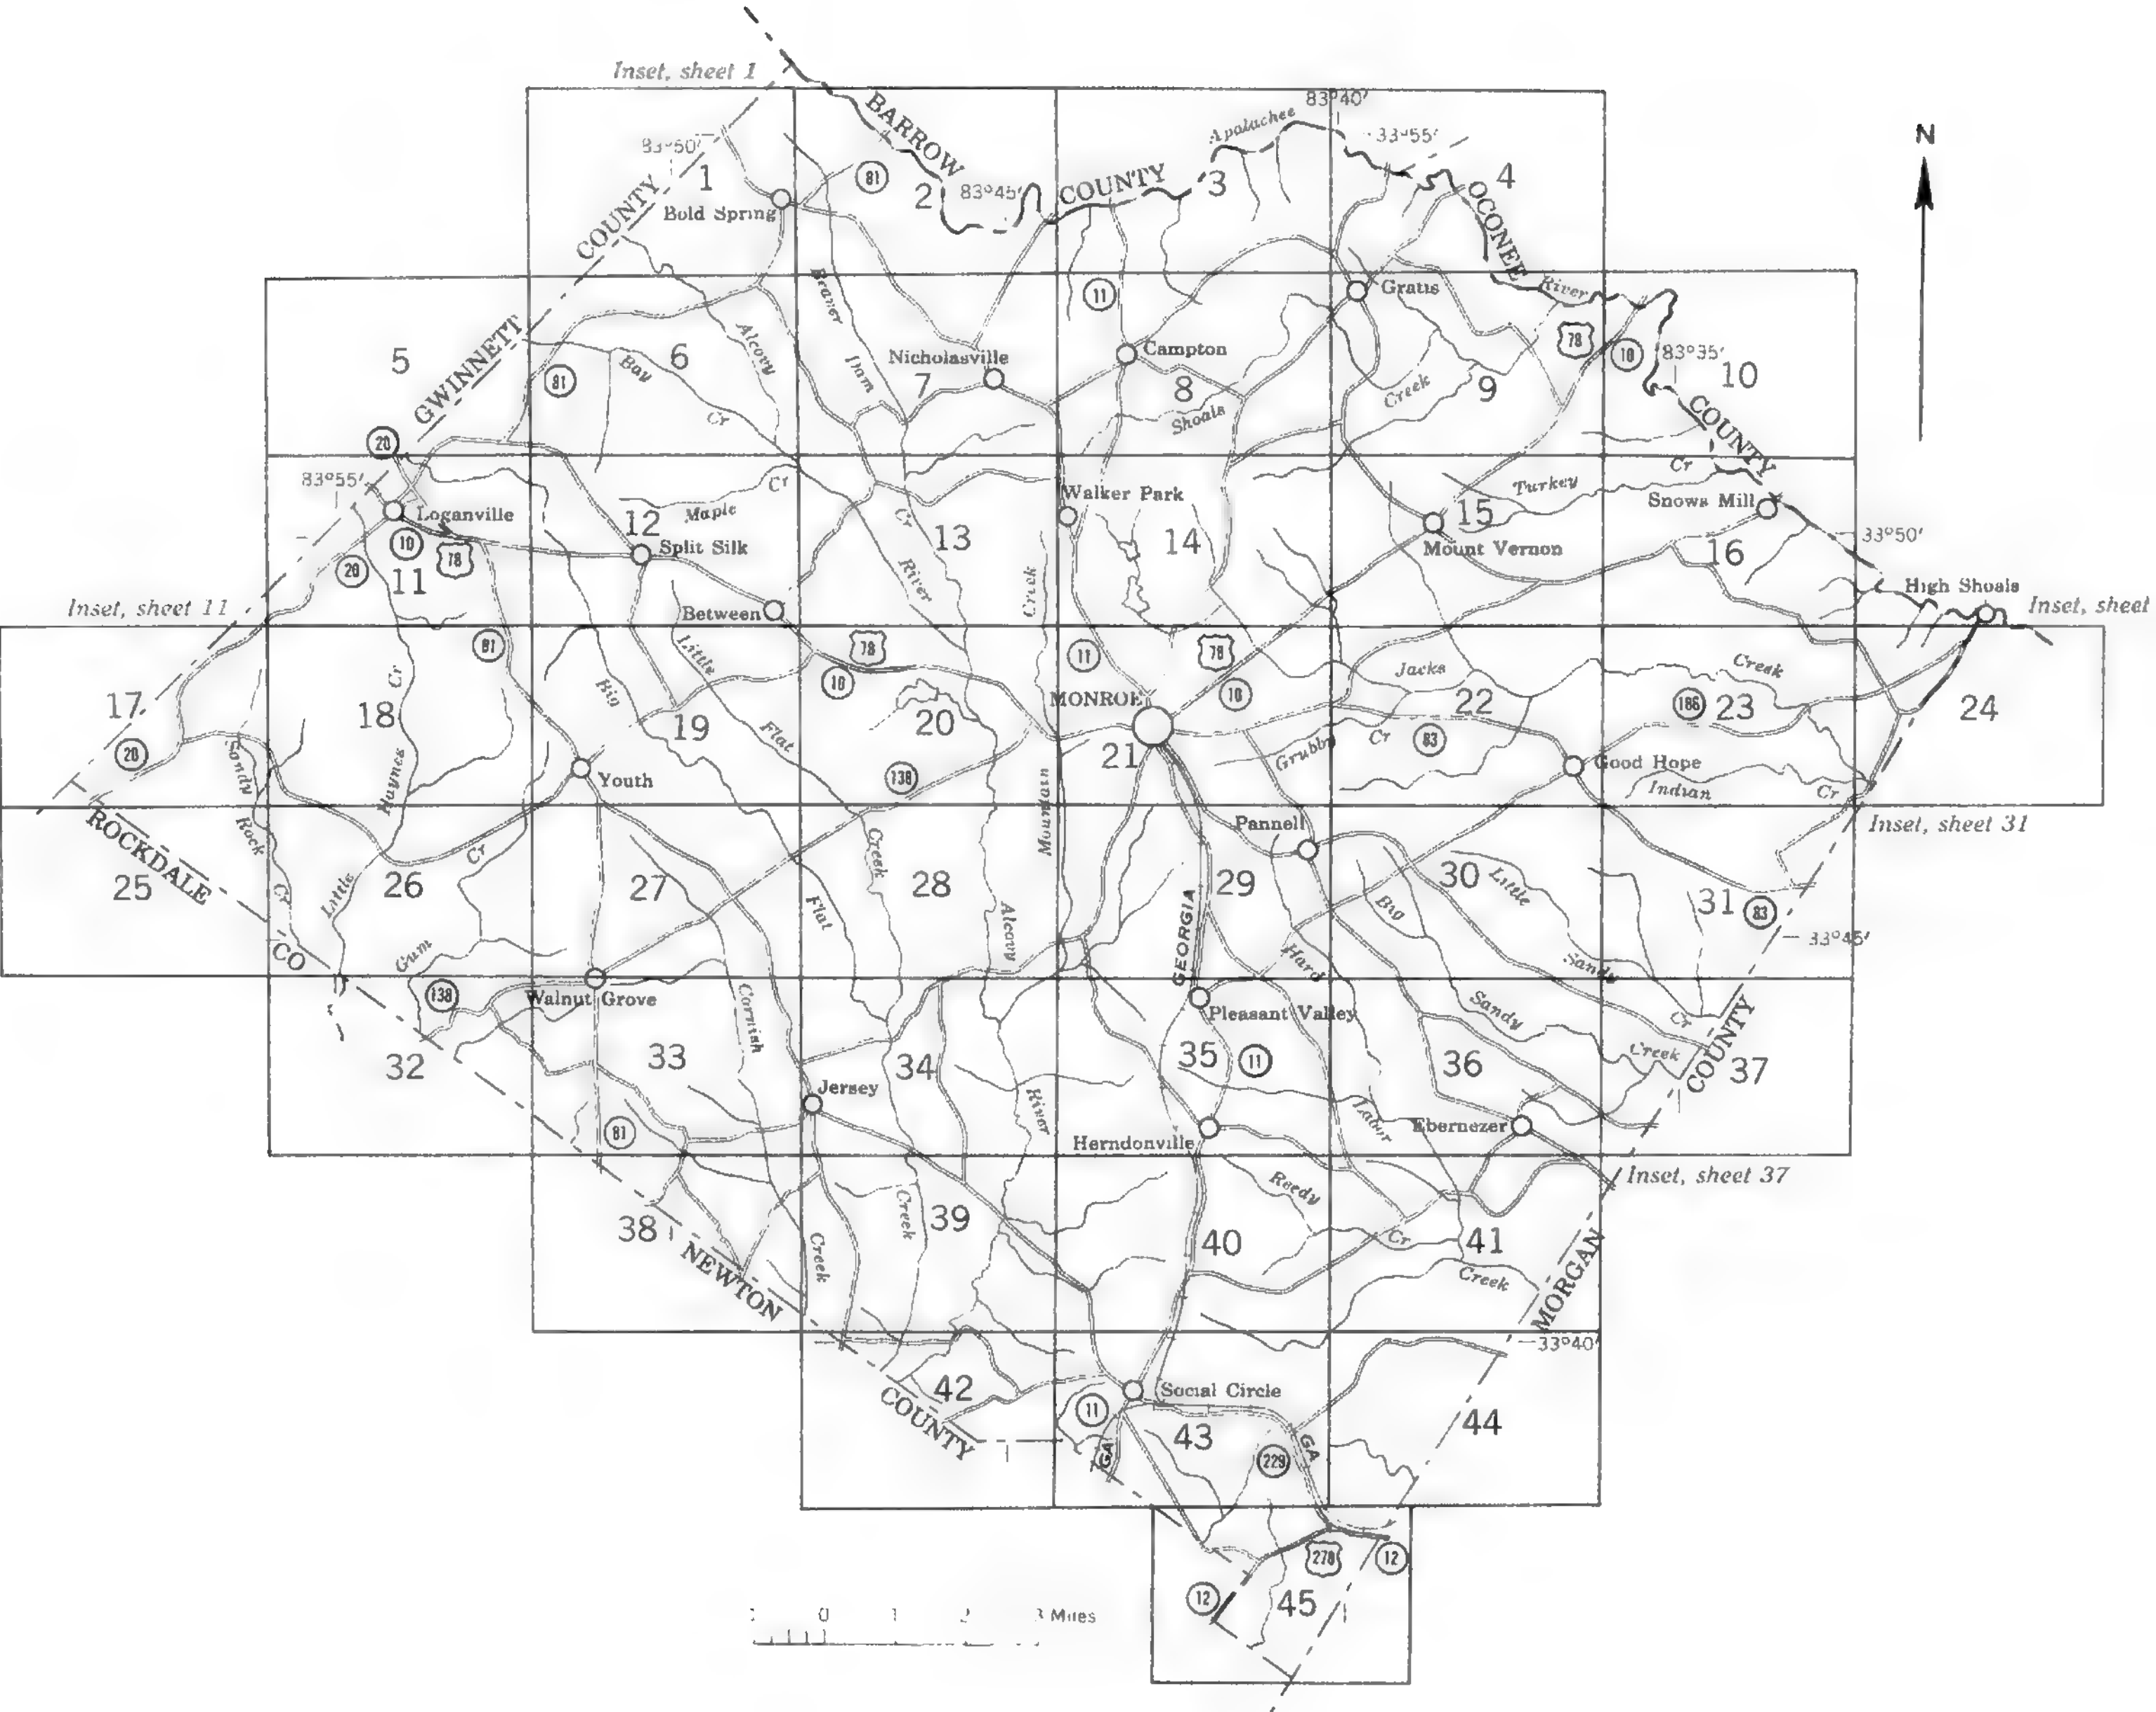 Inset, sheet 1
BARROW
COUNTY
OCONEE
COUNTY
Apalachee
River
83°40′
33°55′
83°50′
83°45′
N
1
2
3
4
81
Bold Spring
COUNTY
GWINNETT
5
6
7
8
9
10
Beaver
Dam
Cr
Alcovy
River
Bay
Cr
81
11
Nicholasville
Campton
Gratis
Shoals
Creek
78
10
83°35′
20
83°55′
Loganville
10
78
20
11
12
Maple
Cr
Split Silk
Between
13
Walker Park
14
15
Turkey
Cr
Mount Vernon
Snows Mill
16
33°50′
High Shoals
Inset, sheet
Inset, sheet 11
17
20
18
81
Haynes
Cr
Little
Sandy
Rock
Cr
Big
Flat
Creek
Little
Flat
Creek
19
78
10
20
138
Mountain
Creek
11
78
10
MONROE
21
Jacks
Creek
22
Grubby
Cr
83
186
23
24
Good Hope
Indian
Cr
Youth
Inset, sheet 31
ROCKDALE
CO
25
26
Gum
Cr
27
28
Alcovy
River
29
GEORGIA
Pannell
30
Big
Sandy
Creek
Little
Sandy
Cr
31
83
33°45′
Hard
Labor
Creek
138
Walnut Grove
32
33
Cornish
Creek
34
35
11
Pleasant Valley
36
37
COUNTY
Jersey
81
Herndonville
Ebernezer
Inset, sheet 37
38
NEWTON
COUNTY
39
40
Reedy
Cr
41
MORGAN
33°40′
42
Social Circle
11
GA
43
GA
229
44
278
12
12
45
0 1 2 3 Miles